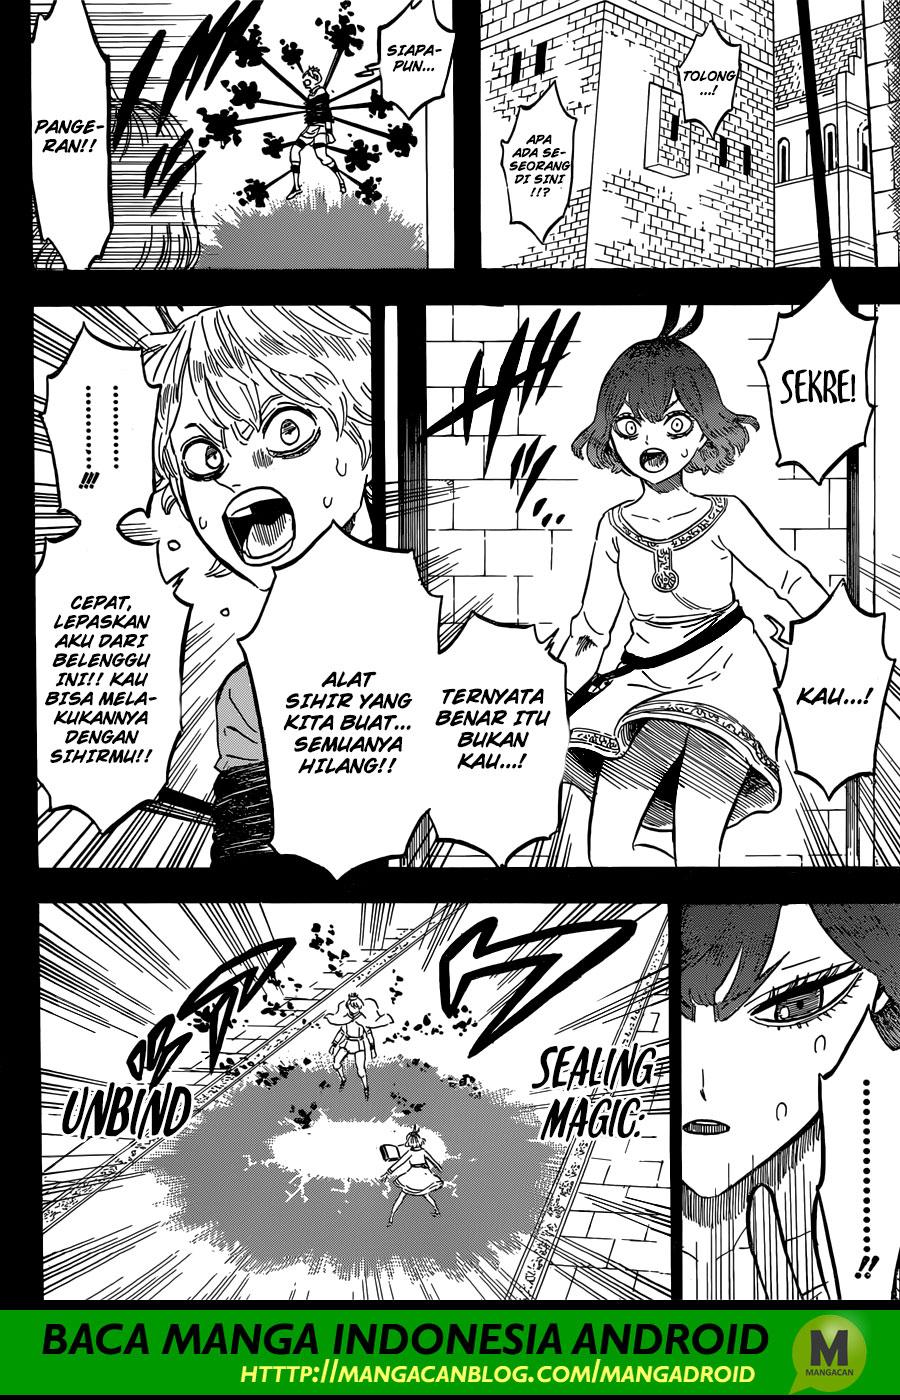 TOLONG
...!
APA
ADA SE-
SEORANG
DI SINI
!!?
SIAPA-
PUN...
PANGE-
RAN!!
SEKRE!
KAU...!
TERNYATA
BENAR ITU
BUKAN
KAU...!
ALAT
SIHIR YANG
KITA BUAT...
SEMUANYA
HILANG!!
.........
......... !!!
CEPAT,
LEPASKAN
AKU DARI
BELENGGU
INI!! KAU
BISA MELA-
KUKANNYA
DENGAN
SIHIRMU!!
............!!
SEALING
MAGIC:
UNBIND
BACA MANGA INDONESIA ANDROID
HTTTP://MANGACANBLOG.COM/MANGADROID
M
MANGACAN